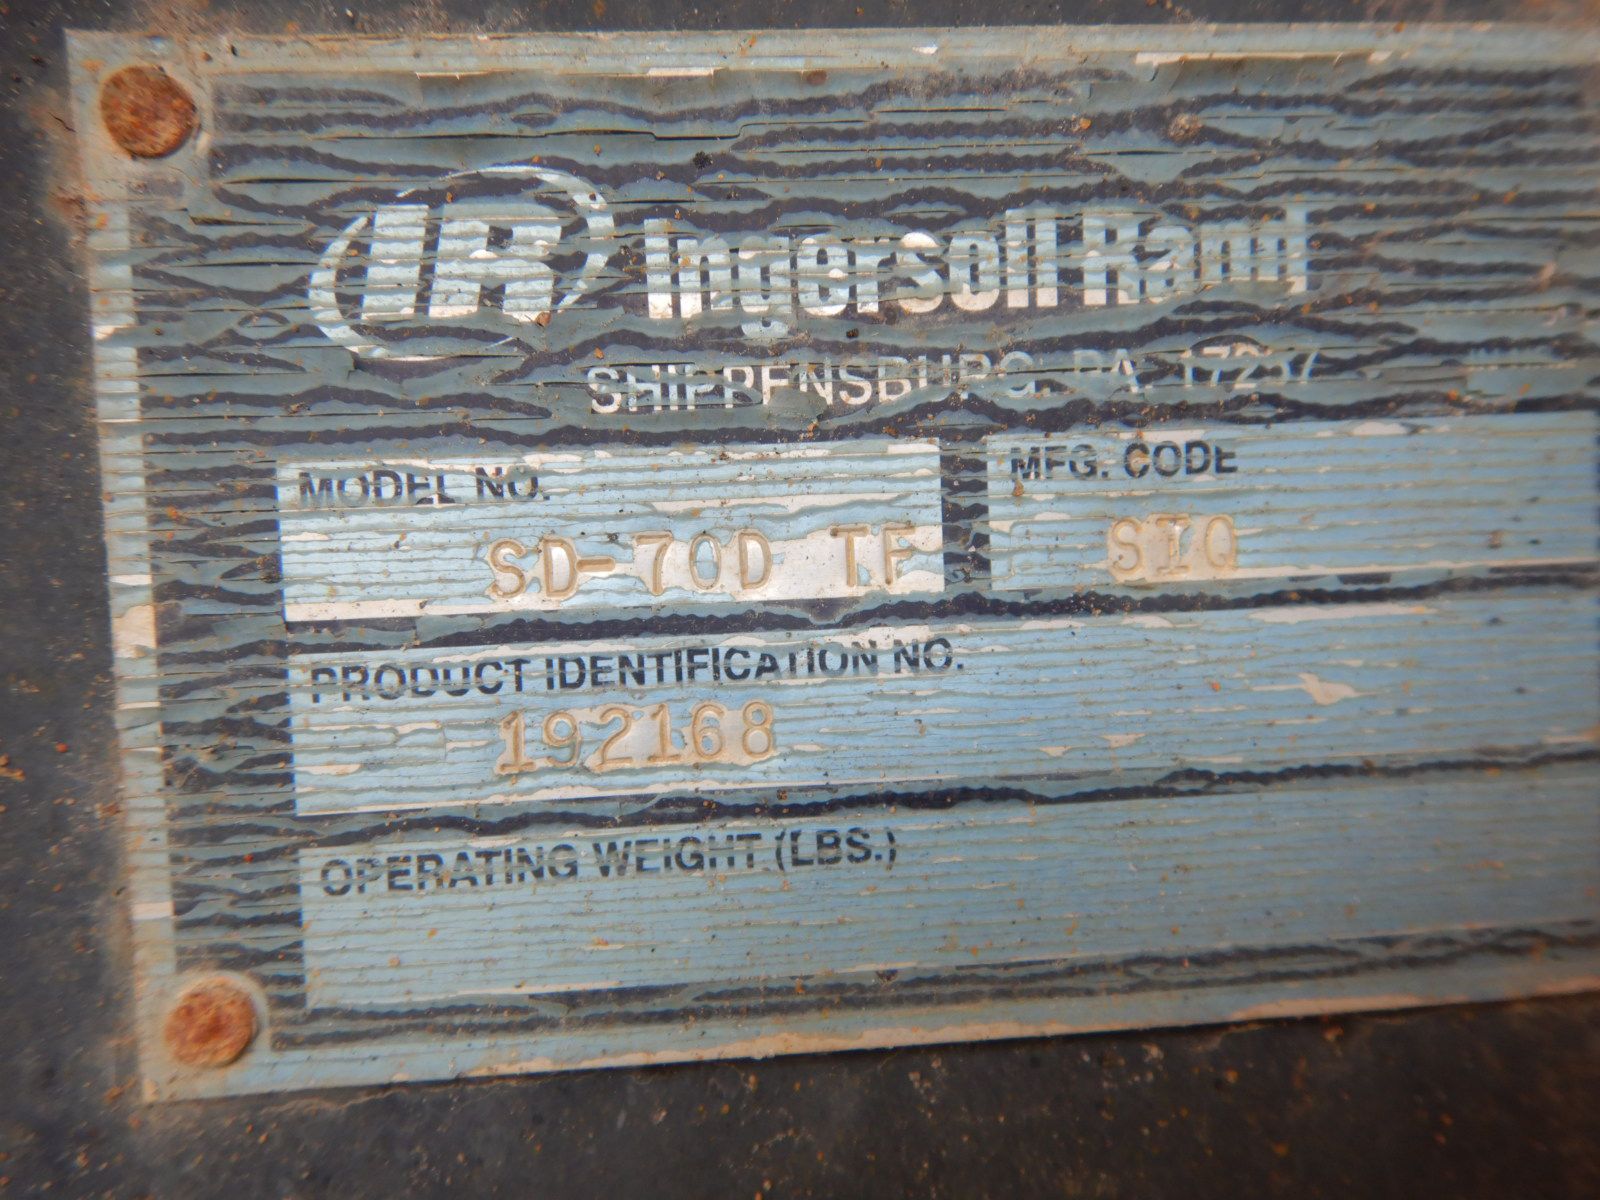 IR Ingersoll-Rand
SHIPPENSBURG, PA. 17257
MODEL NO. MFG. CODE
SD-70D TF SIQ
PRODUCT IDENTIFICATION NO.
192168
OPERATING WEIGHT (LBS.)